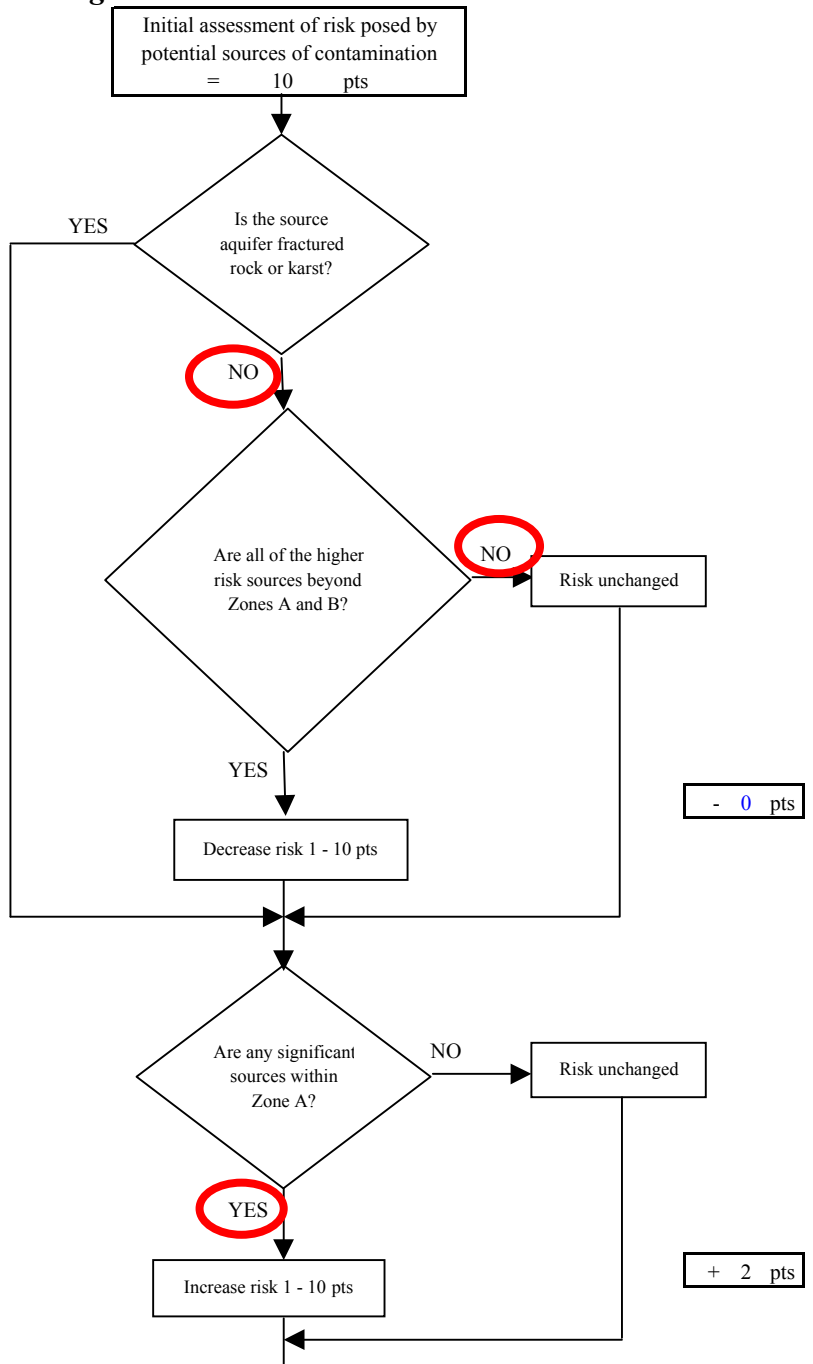 Initial assessment of risk posed by
potential sources of contamination
= 10 pts
YES
Is the source
aquifer fractured
rock or karst?
NO
Are all of the higher
risk sources beyond
Zones A and B?
NO
Risk unchanged
YES
- 0 pts
Decrease risk 1 - 10 pts
Are any significant
sources within
Zone A?
NO
Risk unchanged
YES
+ 2 pts
Increase risk 1 - 10 pts